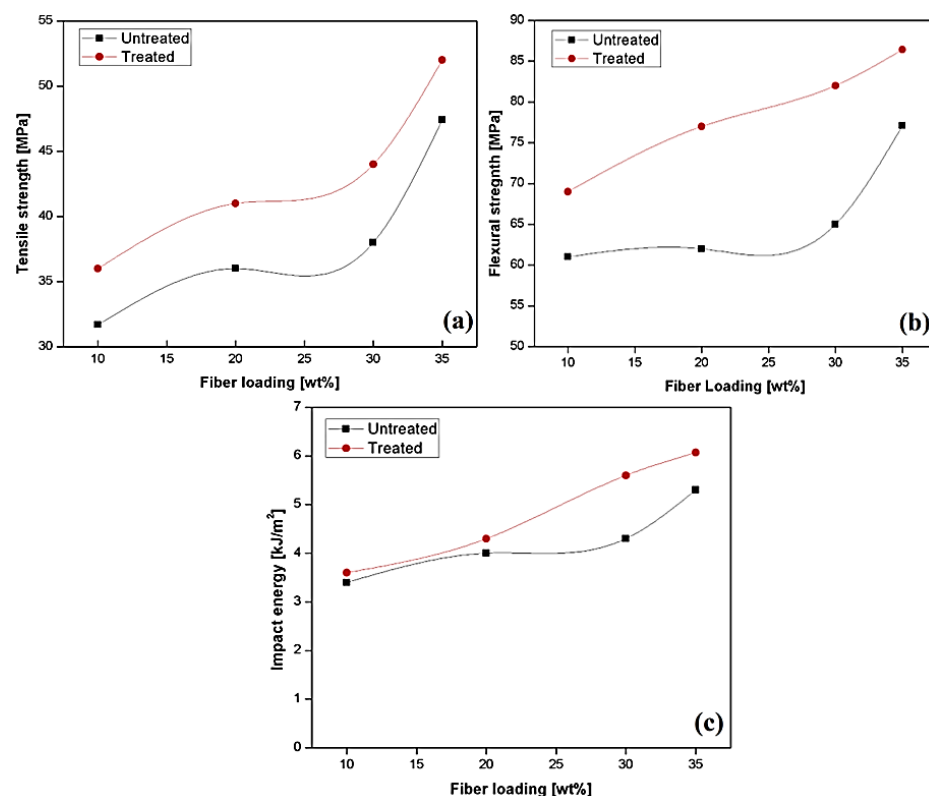 Untreated
Treated
Tensile strength [MPa]
55
50
45
40
35
30
10 15 20 25 30 35
Fiber loading [wt%]
(a)
Untreated
Treated
Flexural stregnth [MPa]
90
85
80
75
70
65
60
55
50
10 15 20 25 30 35
Fiber Loading [wt%]
(b)
Untreated
Treated
Impact energy [kJ/m²]
7
6
5
4
3
2
1
0
10 15 20 25 30 35
Fiber loading [wt%]
(c)